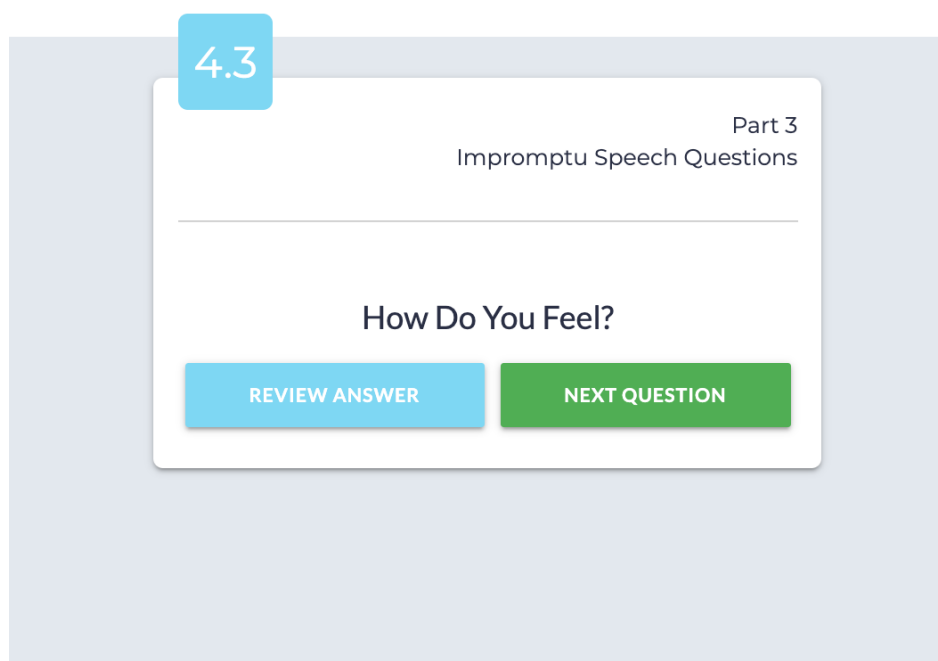 4.3
Part 3
Impromptu Speech Questions
How Do You Feel?
REVIEW ANSWER
NEXT QUESTION